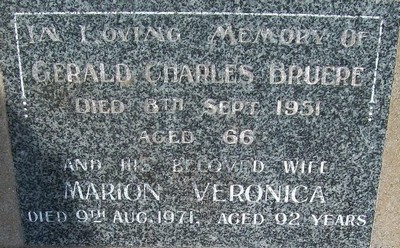 IN LOVING MEMORY OF
GERALD CHARLES BRUERE
DIED 8TH SEPT 1951
AGED 66
AND HIS BELOVED WIFE
MARION VERONICA
DIED 9TH AUG. 1971, AGED 92 YEARS